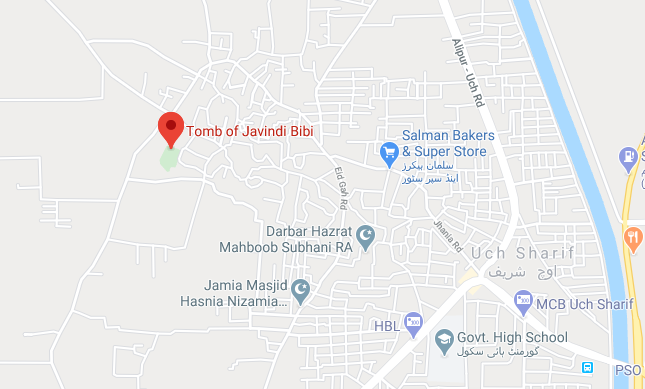 Alipur - Uch Rd
Tomb of Javindi Bibi
Salman Bakers
& Super Store
سلمان بیکرز
اینڈ سپر سٹور
Eid Gah Rd
Jhania Rd
Darbar Hazrat
Mahboob Subhani RA
Uch Sharif
اوچ شریف
Jamia Masjid
Hasnia Nizamia...
MCB Uch Sharif
HBL
Govt. High School
گورمنٹ ہائی سکول
PSO